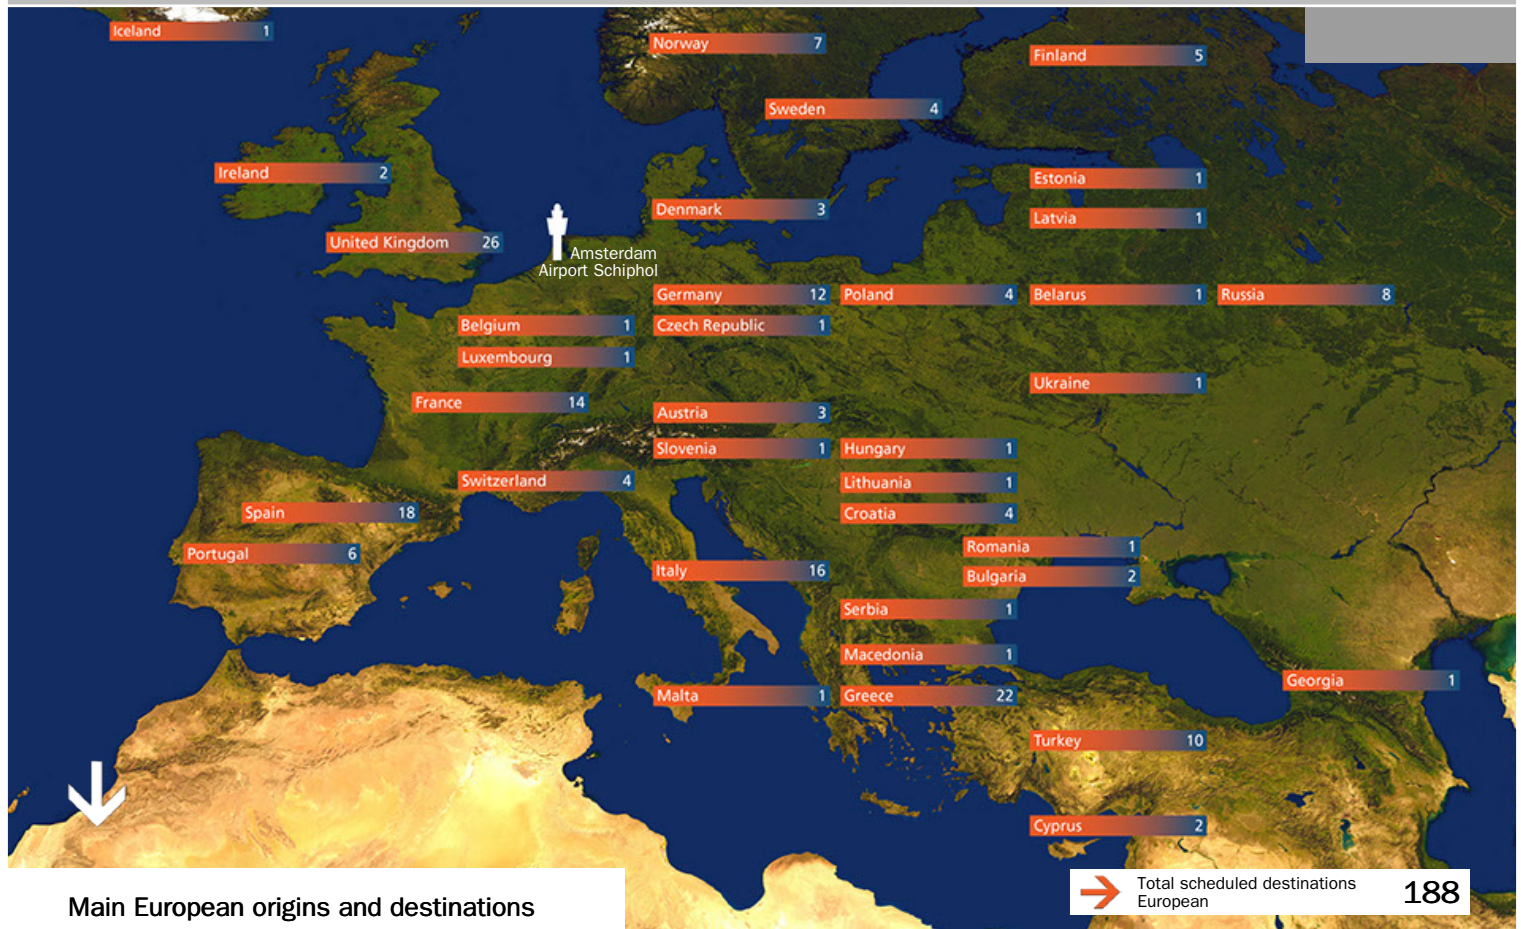 Iceland 1
Norway 7
Finland 5
Sweden 4
Ireland 2
Estonia 1
Denmark 3
Latvia 1
United Kingdom 26
Amsterdam
Airport Schiphol
Germany 12
Poland 4
Belarus 1
Russia 8
Belgium 1
Czech Republic 1
Luxembourg 1
Ukraine 1
France 14
Austria 3
Slovenia 1
Hungary 1
Switzerland 4
Lithuania 1
Spain 18
Croatia 4
Portugal 6
Romania 1
Italy 16
Bulgaria 2
Serbia 1
Macedonia 1
Georgia 1
Malta 1
Greece 22
Turkey 10
Cyprus 2
Total scheduled destinations
European
188
Main European origins and destinations